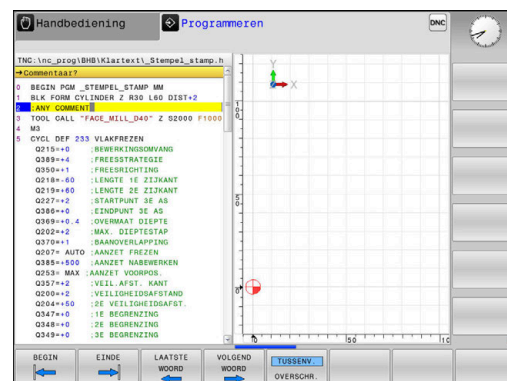 Handbediening
Programmeren
DNC
TNC:\nc_prog\BHB\Klartext\_Stempel_stamp.h
→Commentaar?
0 BEGIN PGM _STEMPEL_STAMP MM
1 BLK FORM CYLINDER Z R30 L60 DIST+2
2 ;ANY COMMENT
3 TOOL CALL "FACE_MILL_D40" Z S2000 F1000
4 M3
5 CYCL DEF 233 VLAKFREZEN
Q215=+0 ;BEWERKINGSOMVANG
Q389=+4 ;FREESSTRATEGIE
Q350=+1 ;FREESRICHTING
Q218=-60 ;LENGTE 1E ZIJKANT
Q219=+60 ;LENGTE 2E ZIJKANT
Q227=+2 ;STARTPUNT 3E AS
Q386=+0 ;EINDPUNT 3E AS
Q369=+0.4 ;OVERMAAT DIEPTE
Q202=+2 ;MAX. DIEPTESTAP
Q370=+1 ;BAANOVERLAPPING
Q207= AUTO ;AANZET FREZEN
Q385=+500 ;AANZET NABEWERKEN
Q253= MAX ;AANZET VOORPOS.
Q357=+2 ;VEIL.AFST. KANT
Q200=+2 ;VEILIGHEIDSAFSTAND
Q204=+50 ;2E VEILIGHEIDSAFST.
Q347=+0 ;1E BEGRENZING
Q348=+0 ;2E BEGRENZING
Q349=+0 ;3E BEGRENZING
Y
X
100
50
0
0
50
10
BEGIN
EINDE
LAATSTE WOORD
VOLGEND WOORD
TUSSENV.
OVERSCHR.